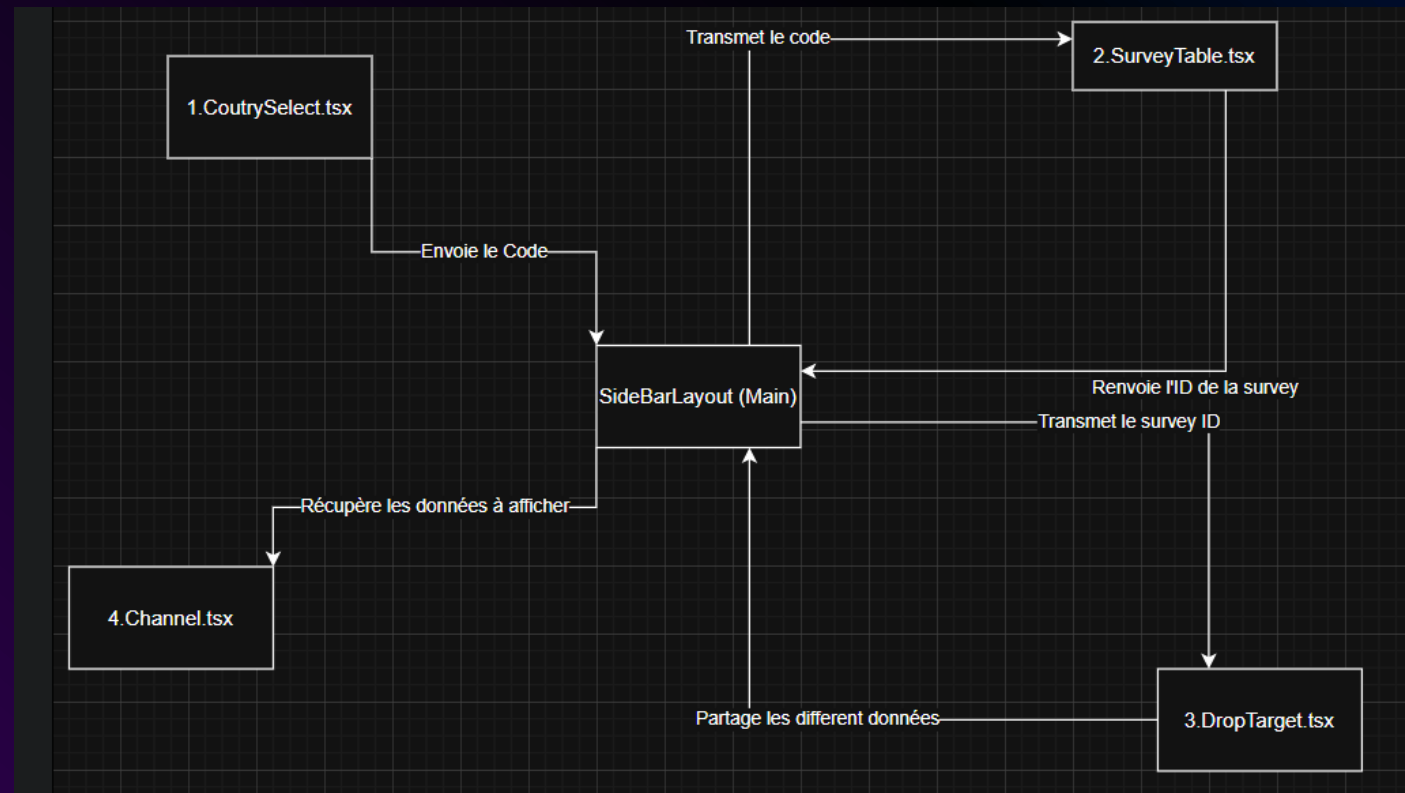 Transmet le code
2.SurveyTable.tsx
1.CoutrySelect.tsx
Envoie le Code
SideBarLayout (Main)
Renvoie l'ID de la survey
Transmet le survey ID
Récupère les données à afficher
4.Channel.tsx
Partage les different données
3.DropTarget.tsx